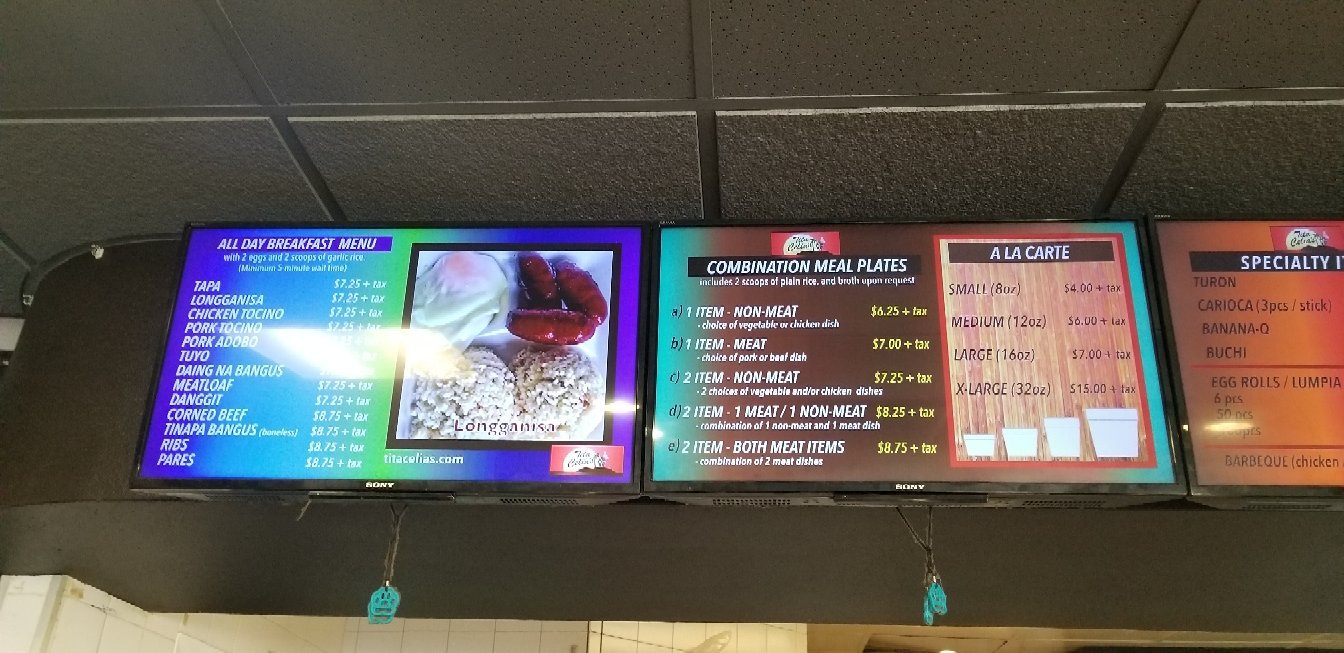 ALL DAY BREAKFAST MENU
with 2 eggs and 2 scoops of garlic rice.
(Minimum 5 minute wait time)
TAPA $7.25 + tax
LONGGANISA $7.25 + tax
CHICKEN TOCINO $7.25 + tax
PORK TOCINO $7.25 + tax
PORK ADOBO
TUYO
DAING NA BANGUS
MEATLOAF $7.25 + tax
DANGGIT $7.25 + tax
CORNED BEEF $8.75 + tax
TINAPA BANGUS (boneless) $8.75 + tax
RIBS $8.75 + tax
PARES $8.75 + tax
Longganisa
titacelias.com
Tita Celia's
SONY
Tita Celia's
COMBINATION MEAL PLATES
includes 2 scoops of plain rice, and broth upon request
a) 1 ITEM - NON-MEAT $6.25 + tax
- choice of vegetable or chicken dish
b) 1 ITEM - MEAT $7.00 + tax
- choice of pork or beef dish
c) 2 ITEM - NON-MEAT $7.25 + tax
- 2 choices of vegetable and/or chicken dishes
d) 2 ITEM - 1 MEAT / 1 NON-MEAT $8.25 + tax
- combination of 1 non-meat and 1 meat dish
e) 2 ITEM - BOTH MEAT ITEMS $8.75 + tax
- combination of 2 meat dishes
A LA CARTE
SMALL (8oz) $4.00 + tax
MEDIUM (12oz) $6.00 + tax
LARGE (16oz) $7.00 + tax
X-LARGE (32oz) $15.00 + tax
SONY
Tita Celia's
SPECIALTY
TURON
CARIOCA (3pcs / stick)
BANANA-Q
BUCHI
EGG ROLLS / LUMPIA
6 pcs
50 pcs
BARBEQUE (chicken